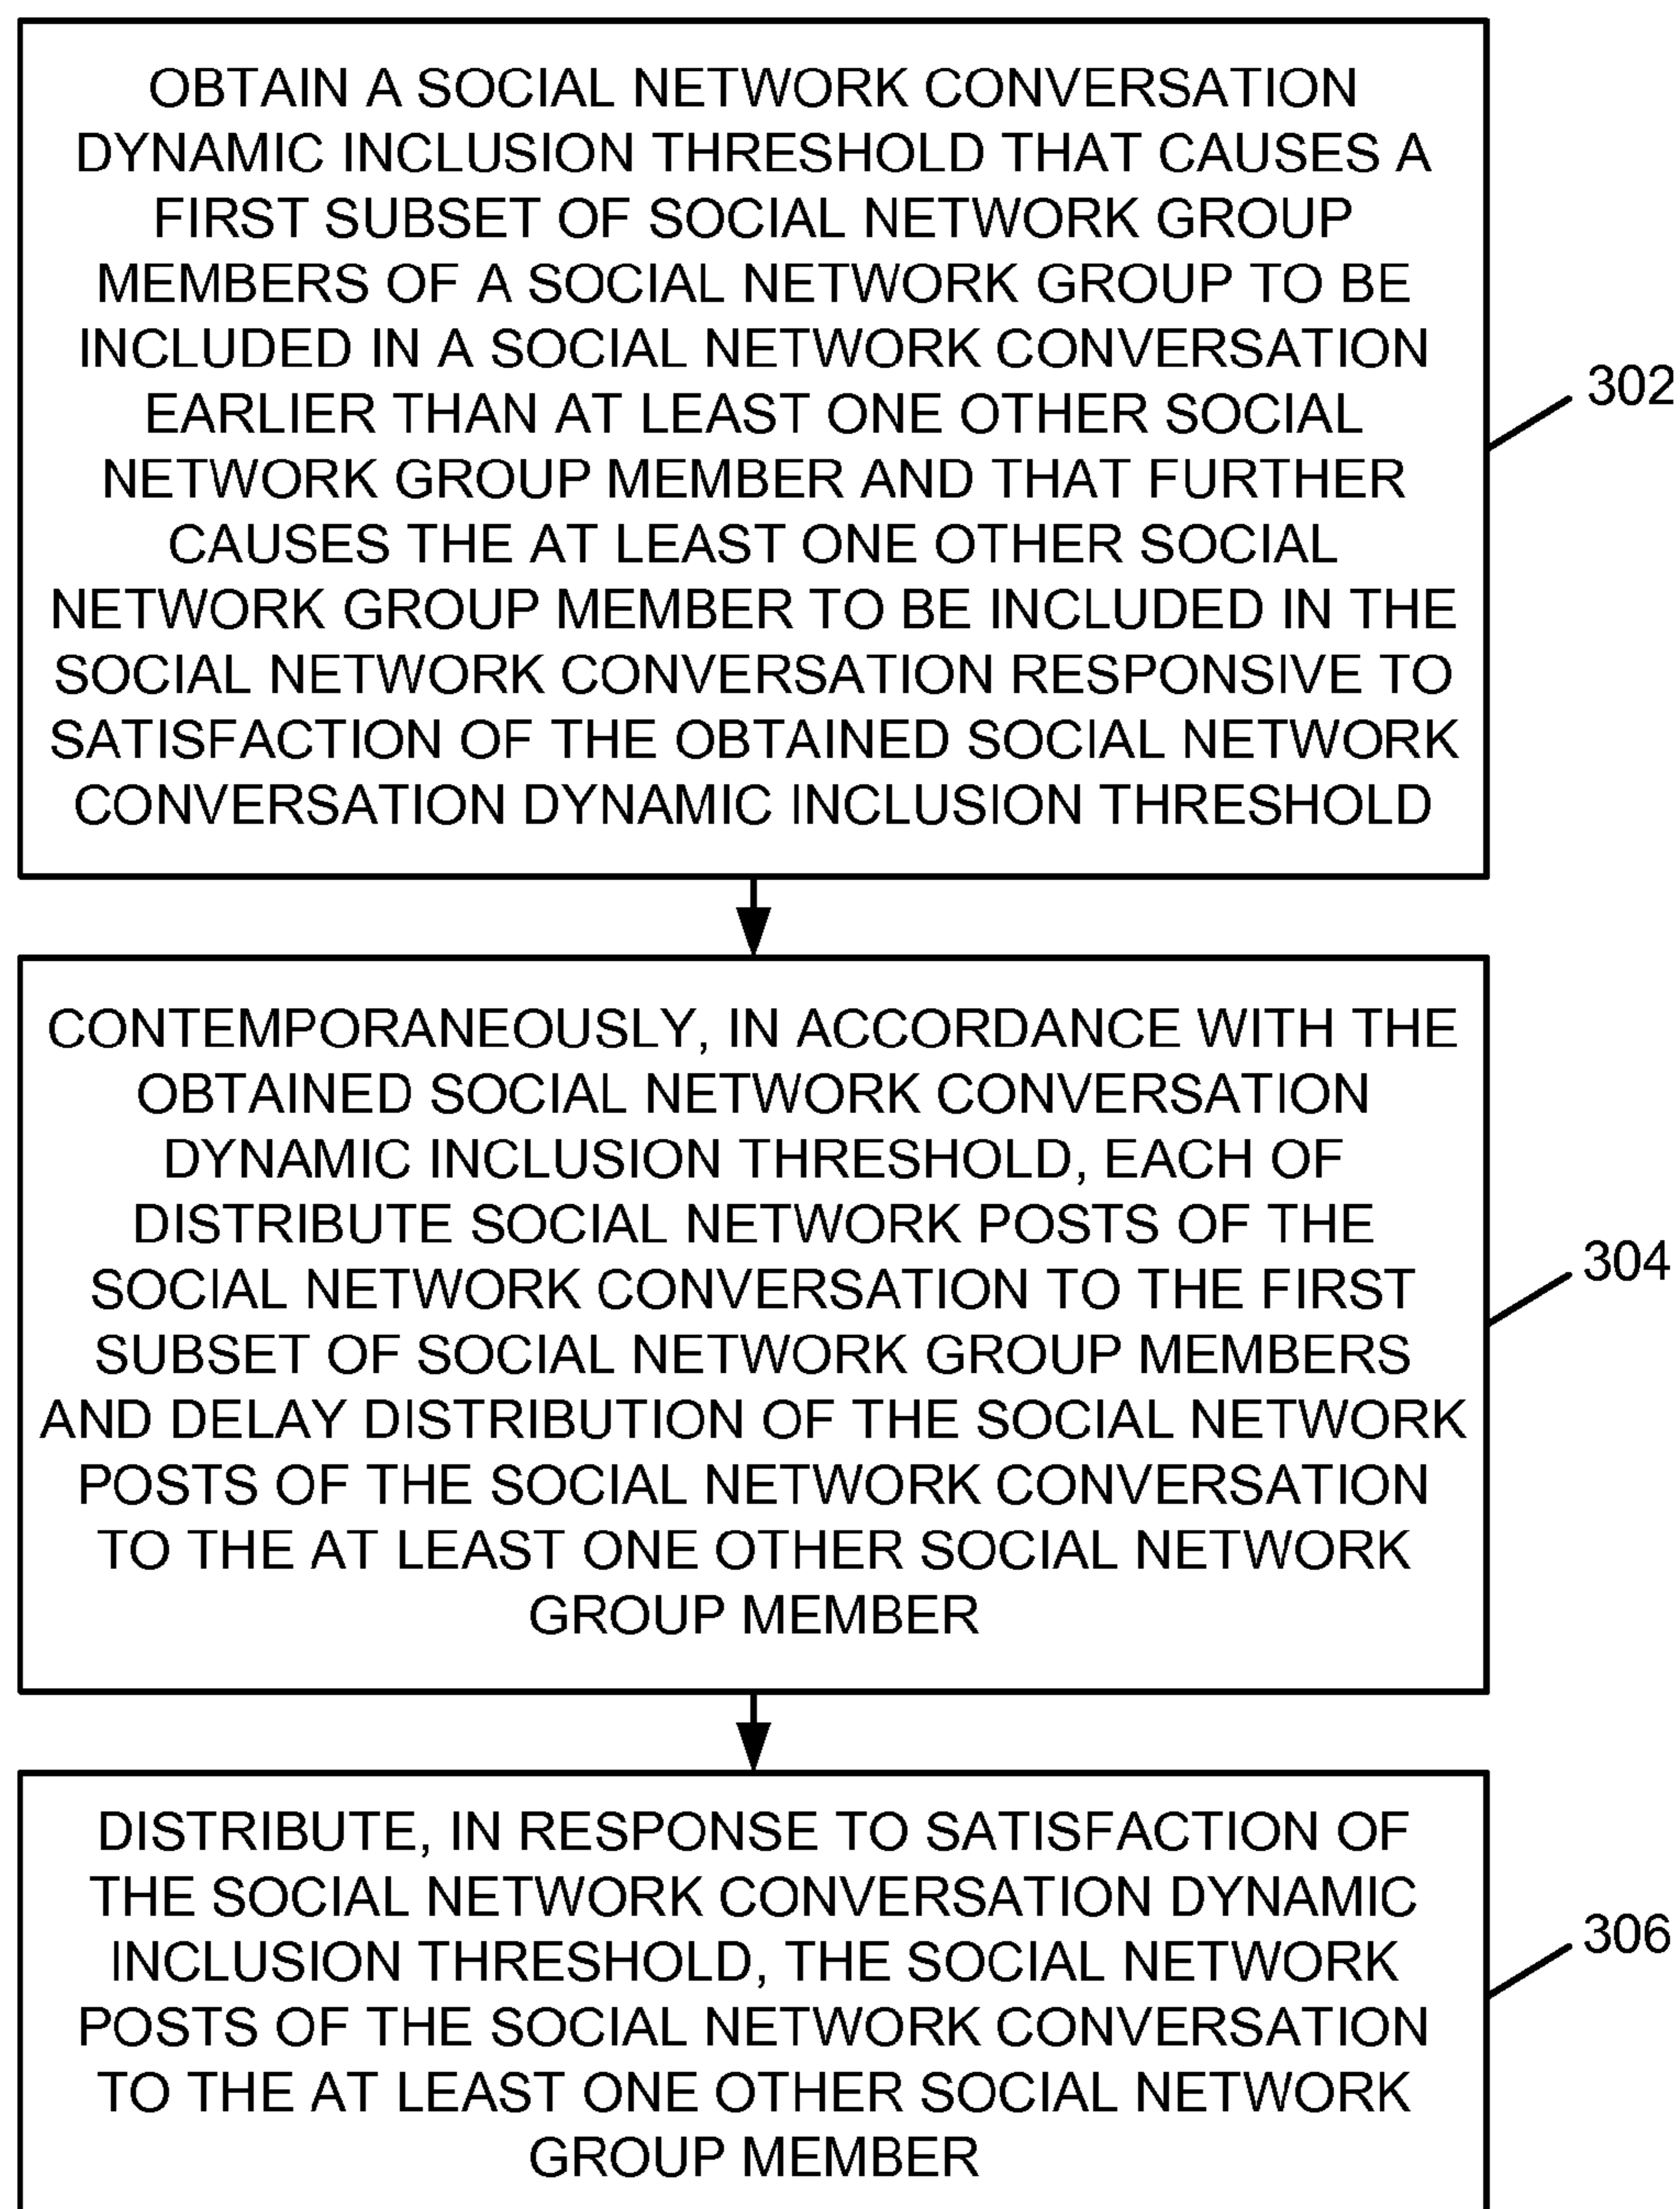 OBTAIN A SOCIAL NETWORK CONVERSATION
DYNAMIC INCLUSION THRESHOLD THAT CAUSES A
FIRST SUBSET OF SOCIAL NETWORK GROUP
MEMBERS OF A SOCIAL NETWORK GROUP TO BE
INCLUDED IN A SOCIAL NETWORK CONVERSATION
EARLIER THAN AT LEAST ONE OTHER SOCIAL
NETWORK GROUP MEMBER AND THAT FURTHER
CAUSES THE AT LEAST ONE OTHER SOCIAL
NETWORK GROUP MEMBER TO BE INCLUDED IN THE
SOCIAL NETWORK CONVERSATION RESPONSIVE TO
SATISFACTION OF THE OBTAINED SOCIAL NETWORK
CONVERSATION DYNAMIC INCLUSION THRESHOLD
302
CONTEMPORANEOUSLY, IN ACCORDANCE WITH THE
OBTAINED SOCIAL NETWORK CONVERSATION
DYNAMIC INCLUSION THRESHOLD, EACH OF
DISTRIBUTE SOCIAL NETWORK POSTS OF THE
SOCIAL NETWORK CONVERSATION TO THE FIRST
SUBSET OF SOCIAL NETWORK GROUP MEMBERS
AND DELAY DISTRIBUTION OF THE SOCIAL NETWORK
POSTS OF THE SOCIAL NETWORK CONVERSATION
TO THE AT LEAST ONE OTHER SOCIAL NETWORK
GROUP MEMBER
304
DISTRIBUTE, IN RESPONSE TO SATISFACTION OF
THE SOCIAL NETWORK CONVERSATION DYNAMIC
INCLUSION THRESHOLD, THE SOCIAL NETWORK
POSTS OF THE SOCIAL NETWORK CONVERSATION
TO THE AT LEAST ONE OTHER SOCIAL NETWORK
GROUP MEMBER
306